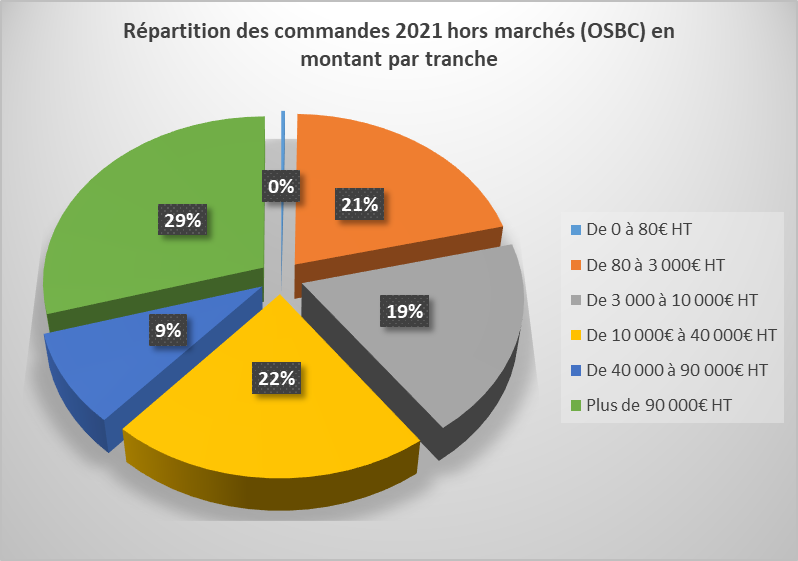 Répartition des commandes 2021 hors marchés (OSBC) en
montant par tranche
0%
21%
29%
19%
9%
22%
De 0 à 80€ HT
De 80 à 3 000€ HT
De 3 000 à 10 000€ HT
De 10 000€ à 40 000€ HT
De 40 000 à 90 000€ HT
Plus de 90 000€ HT